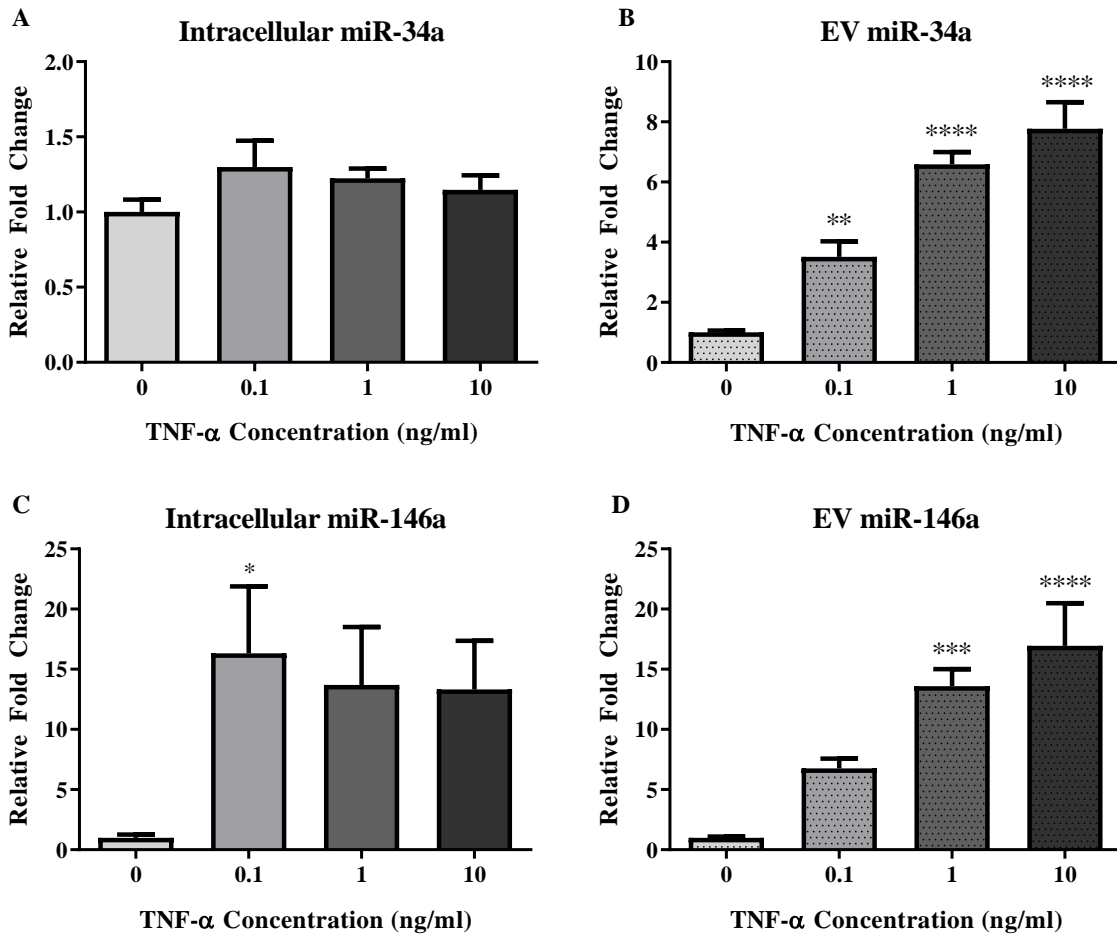 A
Intracellular miR-34a
Relative Fold Change
2.0
1.5
1.0
0.5
0.0
0 0.1 1 10
TNF-α Concentration (ng/ml)
B
EV miR-34a
Relative Fold Change
10
8
6
4
2
0
**
****
****
0 0.1 1 10
TNF-α Concentration (ng/ml)
C
Intracellular miR-146a
Relative Fold Change
25
20
15
10
5
0
*
0 0.1 1 10
TNF-α Concentration (ng/ml)
D
EV miR-146a
Relative Fold Change
25
20
15
10
5
0
***
****
0 0.1 1 10
TNF-α Concentration (ng/ml)